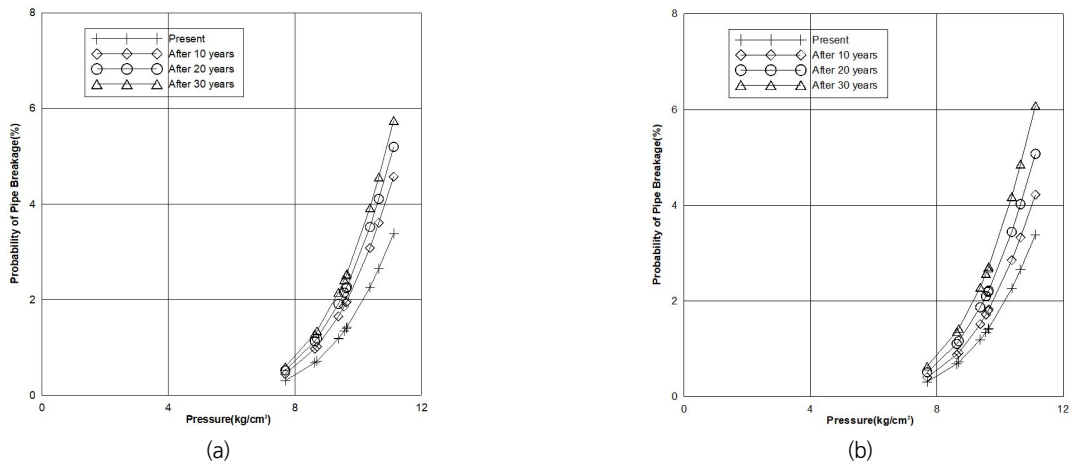 8
6
4
2
0
Probability of Pipe Breakage(%)
Present
After 10 years
After 20 years
After 30 years
0
4
8
12
Pressure(kg/cm²)
(a)
8
6
4
2
0
Probability of Pipe Breakage(%)
Present
After 10 years
After 20 years
After 30 years
0
4
8
12
Pressure(kg/cm²)
(b)